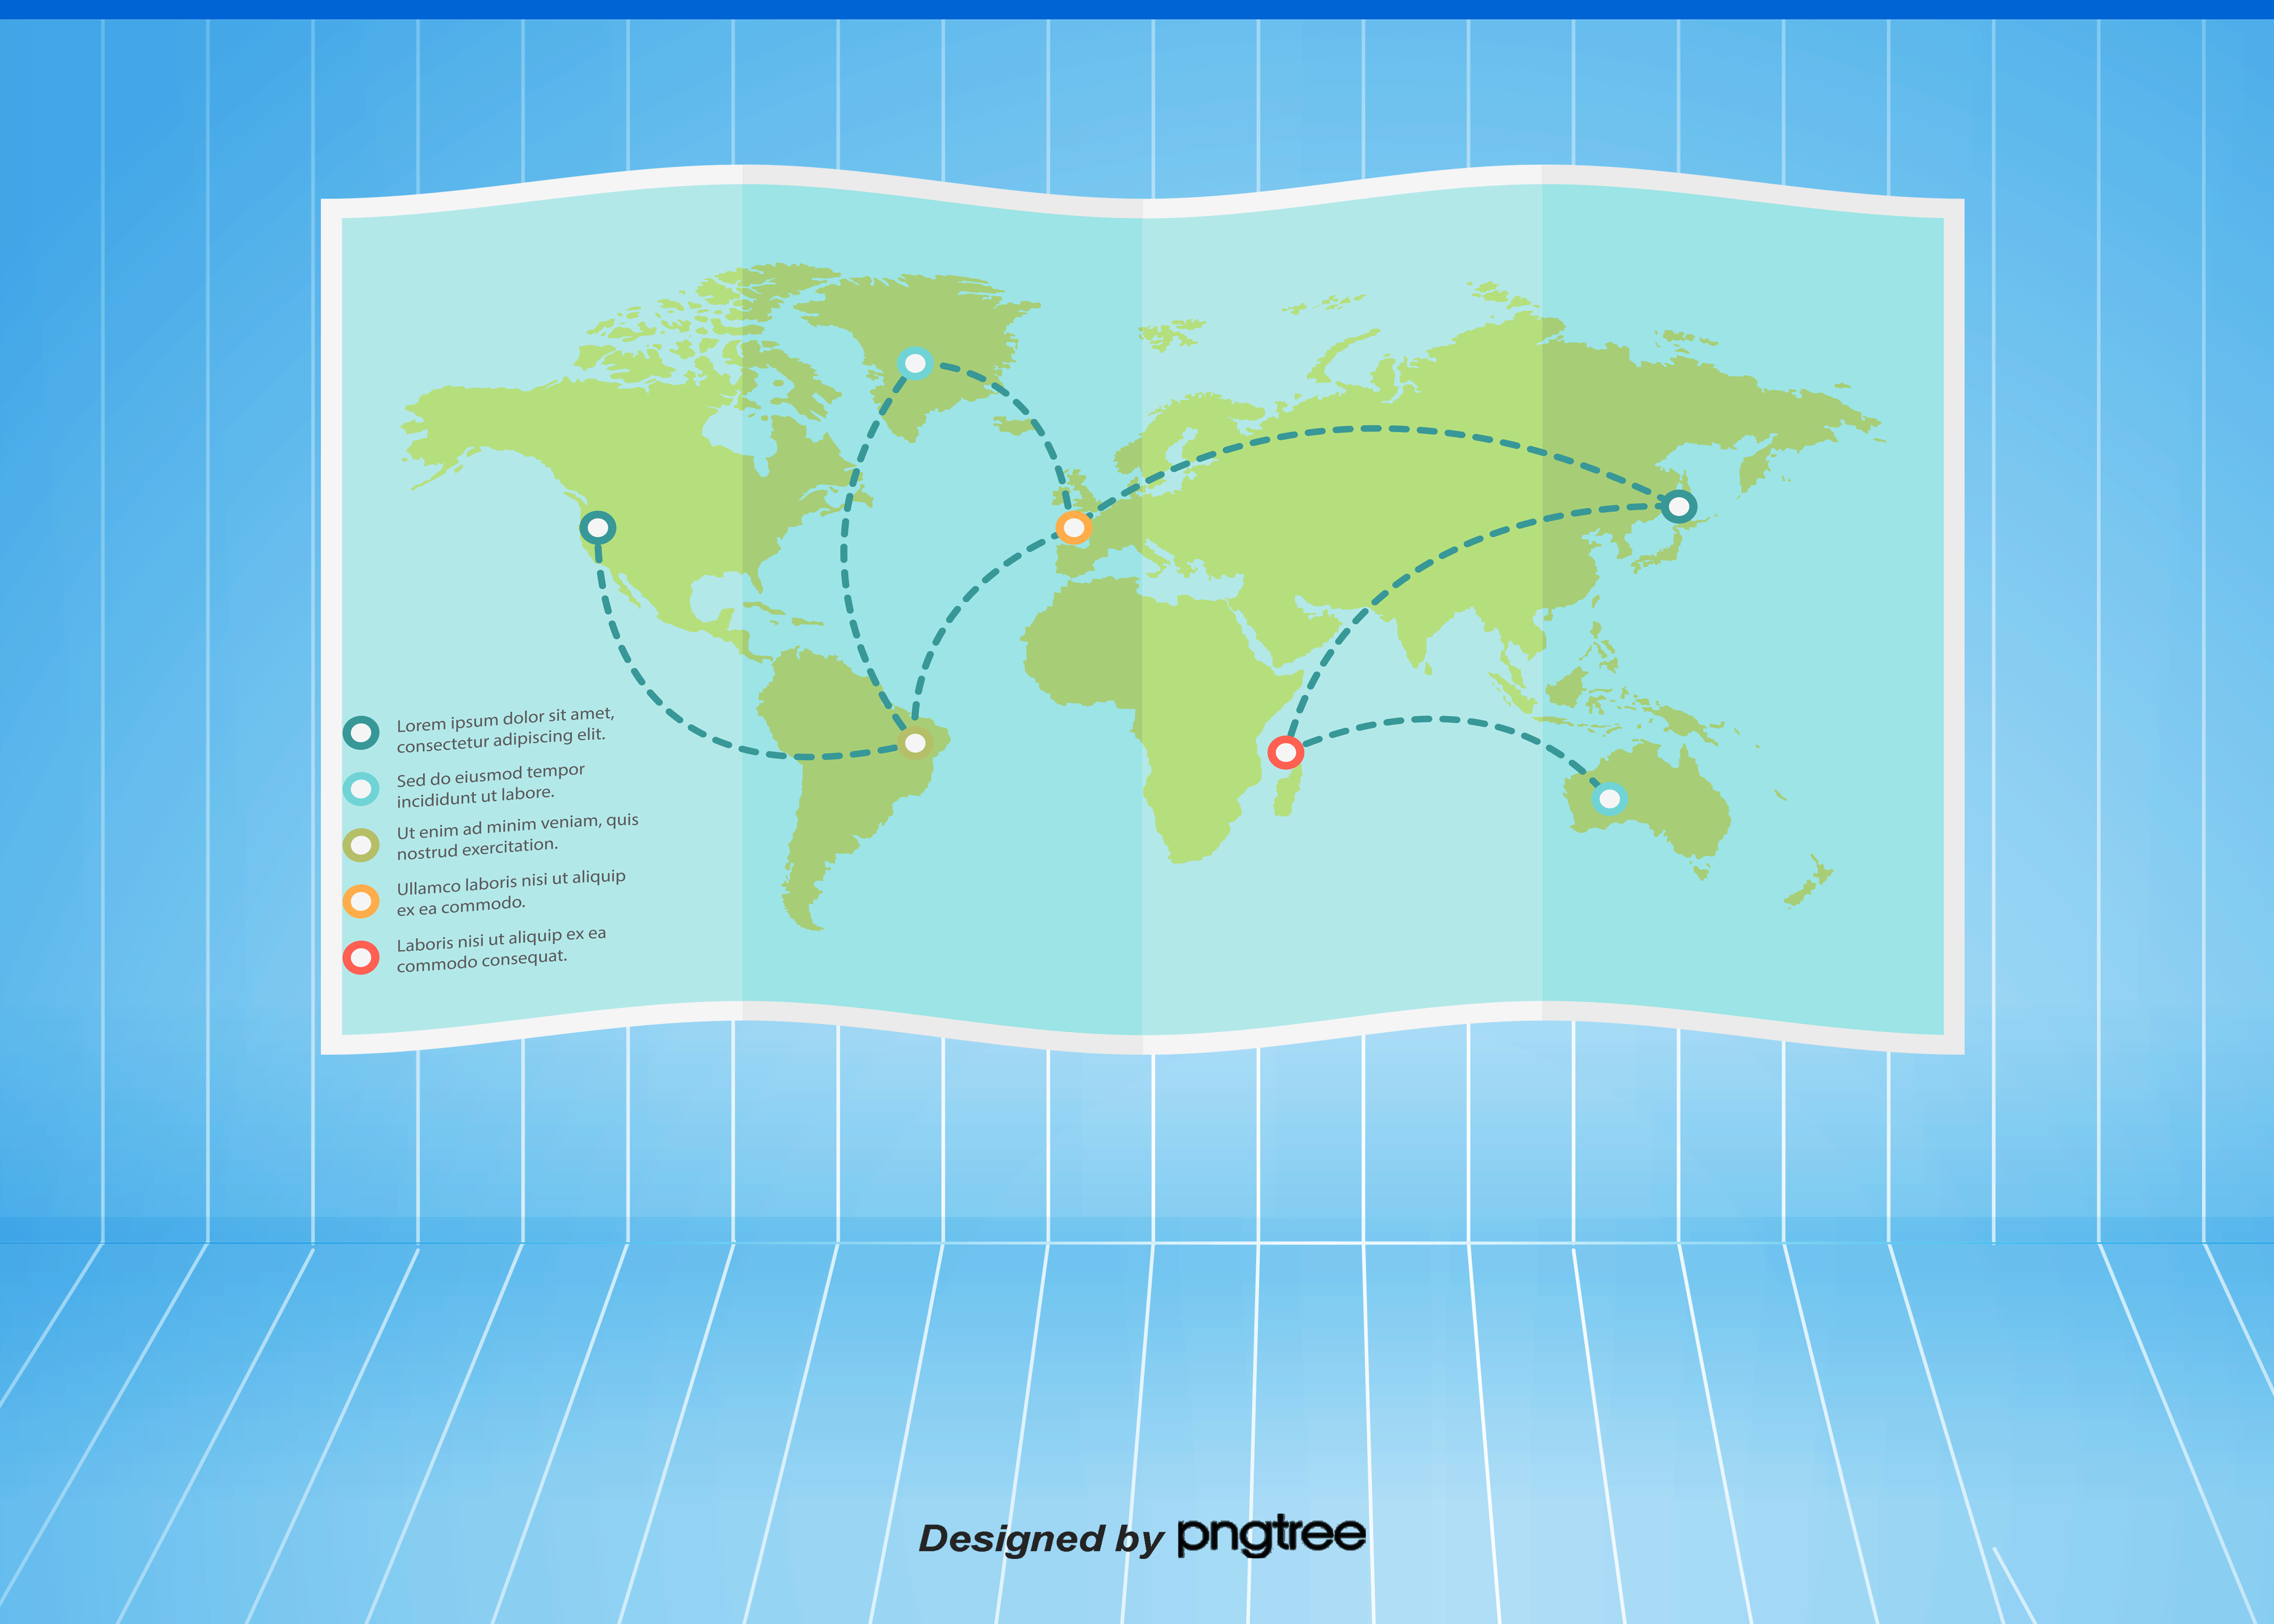 Lorem ipsum dolor sit amet,
consectetur adipiscing elit.
Sed do eiusmod tempor
incididunt ut labore.
Ut enim ad minim veniam, quis
nostrud exercitation.
Ullamco laboris nisi ut aliquip
ex ea commodo.
Laboris nisi ut aliquip ex ea
commodo consequat.
Designed by pngtree